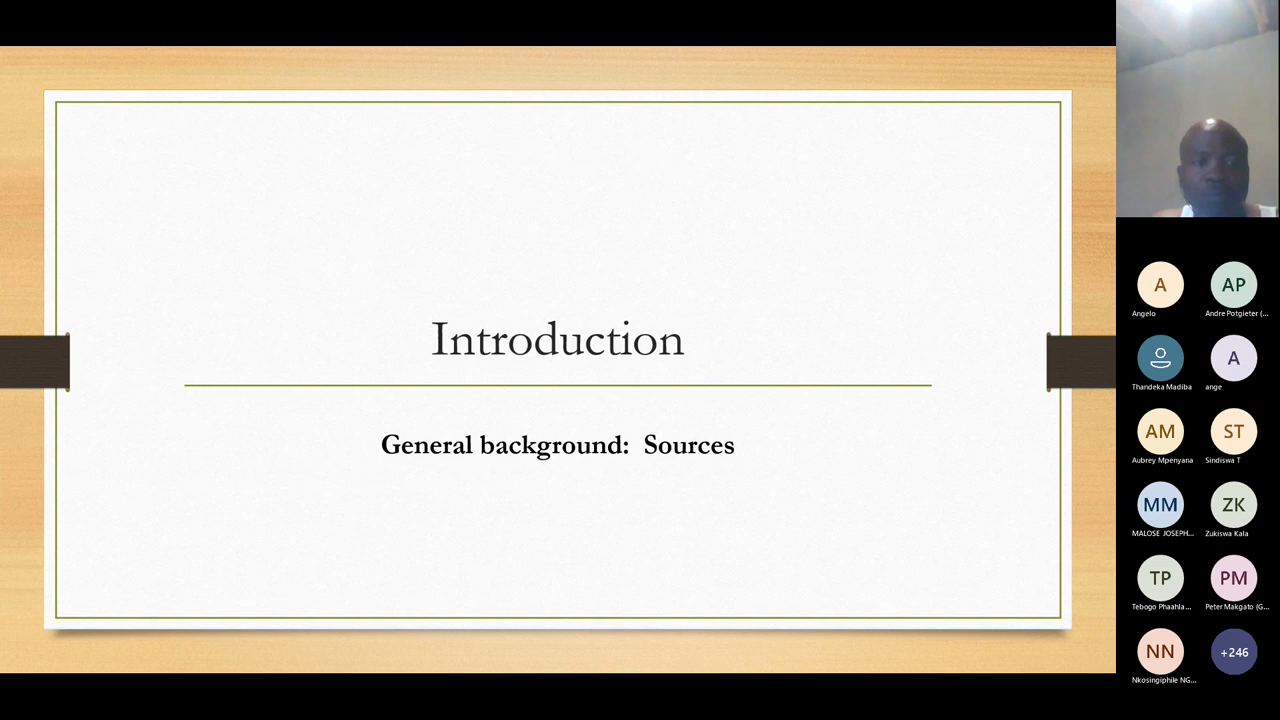 Introduction
General background: Sources
A
AP
Angelo
Andre Potgieter (...
Thandeka Madiba
A
ange
AM
ST
Aubrey Mpenyana
Sindiswa T
MM
ZK
MALOSE JOSEPH...
Zukiswa Kala
TP
PM
Tebogo Phaahla...
Peter Makgato (G...
NN
+246
Nkosingiphile NG...